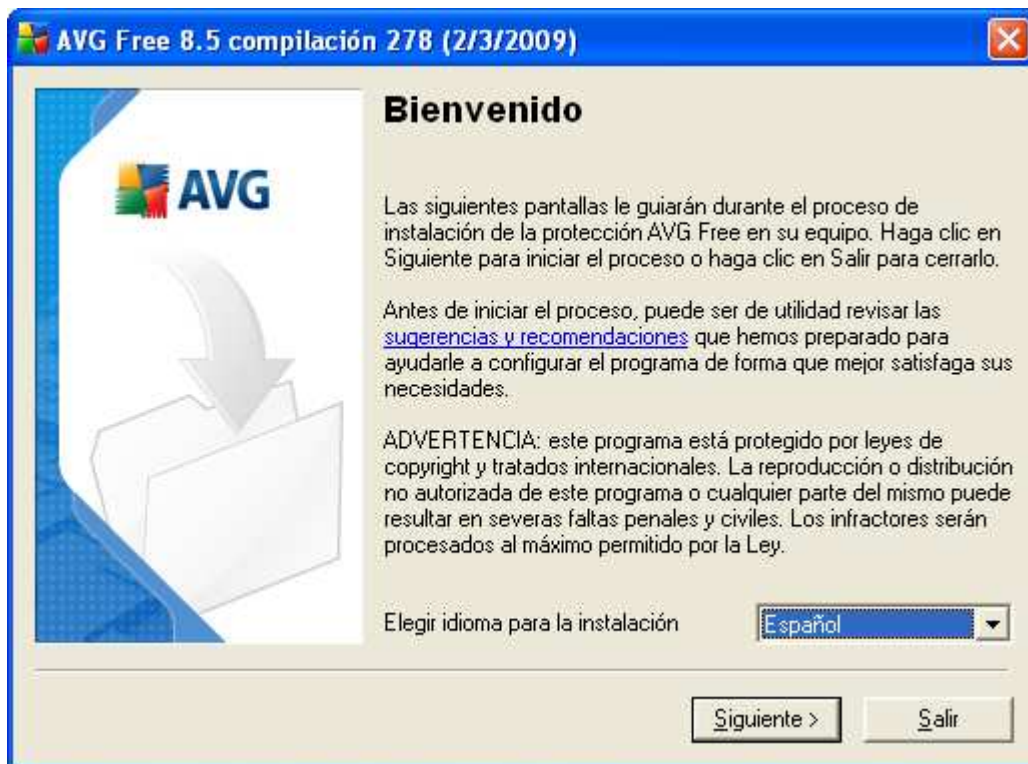 AVG Free 8.5 compilación 278 (2/3/2009)
AVG
Bienvenido
Las siguientes pantallas le guiarán durante el proceso de
instalación de la protección AVG Free en su equipo. Haga clic en
Siguiente para iniciar el proceso o haga clic en Salir para cerrarlo.
Antes de iniciar el proceso, puede ser de utilidad revisar las
sugerencias y recomendaciones que hemos preparado para
ayudarle a configurar el programa de forma que mejor satisfaga sus
necesidades.
ADVERTENCIA: este programa está protegido por leyes de
copyright y tratados internacionales. La reproducción o distribución
no autorizada de este programa o cualquier parte del mismo puede
resultar en severas faltas penales y civiles. Los infractores serán
procesados al máximo permitido por la Ley.
Elegir idioma para la instalación
Español
Siguiente >
Salir